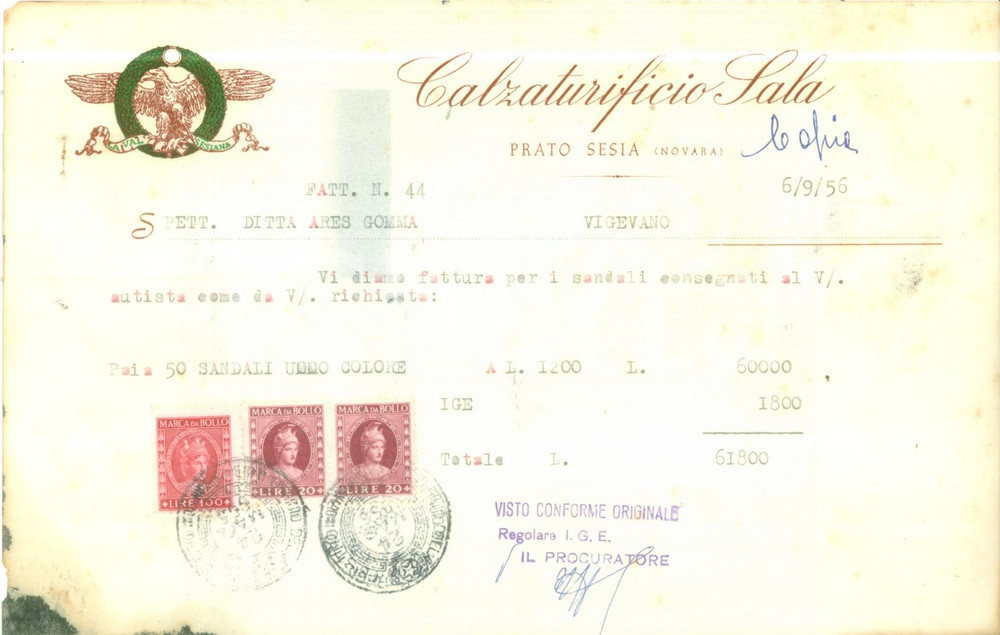 LA VALSESIANA
Calzaturificio Sala
PRATO SESIA (NOVARA)
Copia
FATT. N. 44 6/9/56
SPETT. DITTA ARES GOMMA VIGEVANO
Vi diamo fattura per i sandali consegnati al V/.
autista come da V/. richista:
Paia 50 SANDALI UOMO COLORE A L. 1200 L. 60000
IGE 1800
Totale L. 61800
MARCA DA BOLLO
LIRE 100
MARCA DA BOLLO
LIRE 20
MARCA DA BOLLO
LIRE 20
VISTO CONFORME ORIGINALE
Regolare I. G. E.
IL PROCURATORE